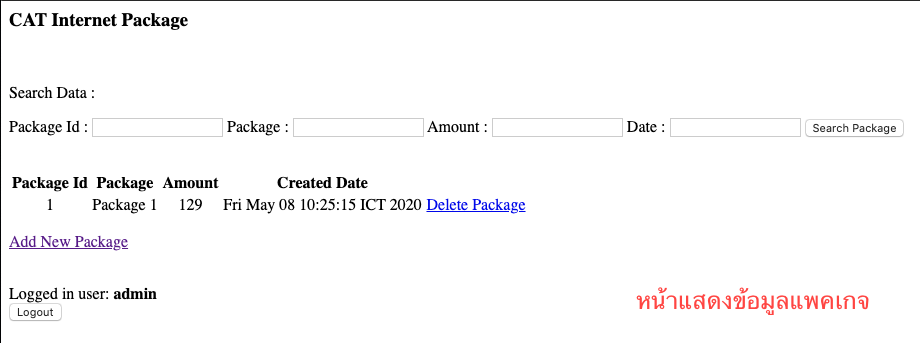 CAT Internet Package
Search Data :
Package Id : Package : Amount : Date : Search Package
Package Id Package Amount Created Date
1 Package 1 129 Fri May 08 10:25:15 ICT 2020 Delete Package
Add New Package
Logged in user: admin
หน้าแสดงข้อมูลแพคเกจ
Logout